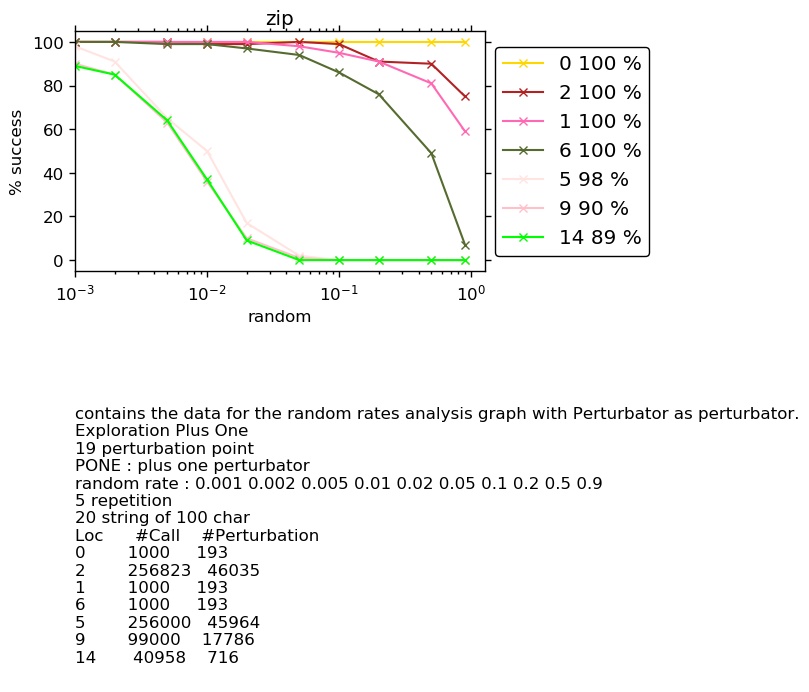 zip
100
80
60
40
20
0
% success
10⁻³ 10⁻² 10⁻¹ 10⁰
random
0 100 %
2 100 %
1 100 %
6 100 %
5 98 %
9 90 %
14 89 %
contains the data for the random rates analysis graph with Perturbator as perturbator.
Exploration Plus One
19 perturbation point
PONE : plus one perturbator
random rate : 0.001 0.002 0.005 0.01 0.02 0.05 0.1 0.2 0.5 0.9
5 repetition
20 string of 100 char
Loc #Call #Perturbation
0 1000 193
2 256823 46035
1 1000 193
6 1000 193
5 256000 45964
9 99000 17786
14 40958 716